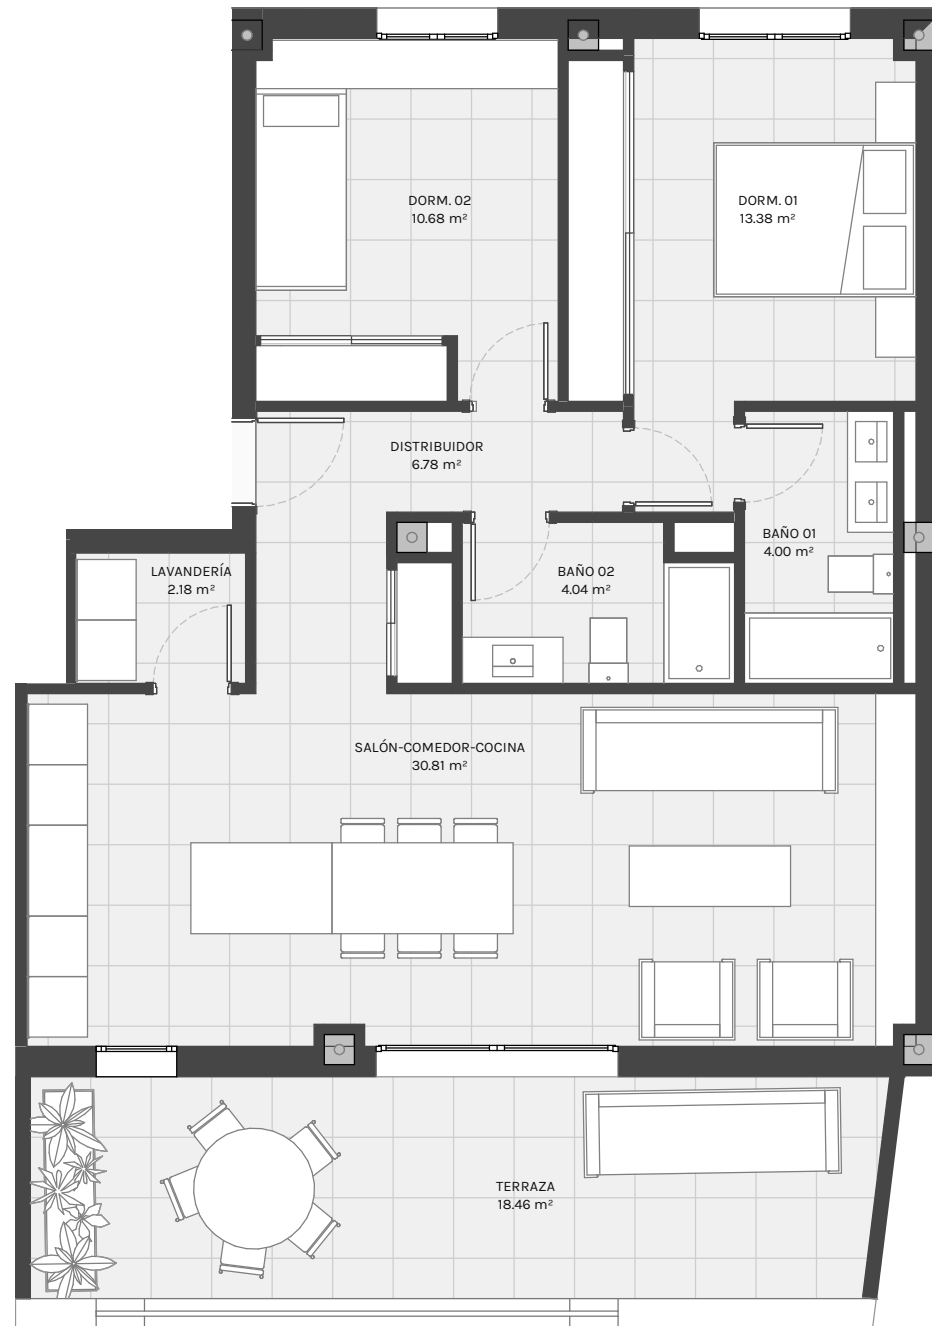 DORM. 02
10.68 m²
DORM. 01
13.38 m²
DISTRIBUIDOR
6.78 m²
BAÑO 01
4.00 m²
LAVANDERÍA
2.18 m²
BAÑO 02
4.04 m²
SALÓN-COMEDOR-COCINA
30.81 m²
TERRAZA
18.46 m²